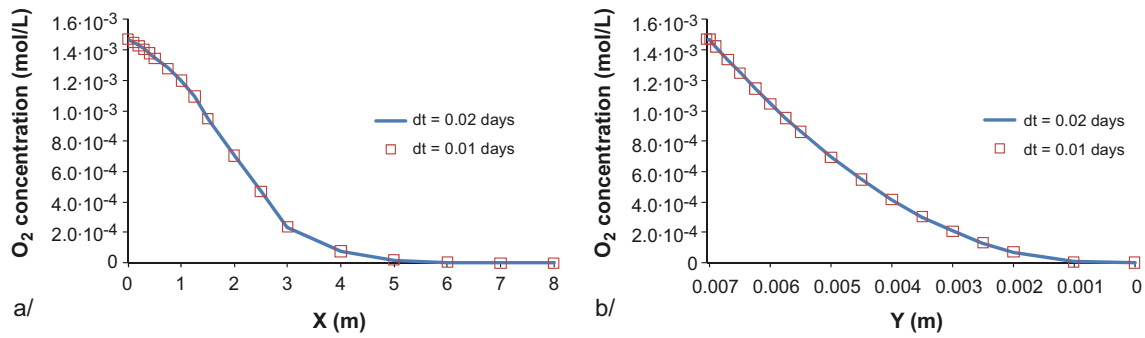 O2 concentration (mol/L)
1.6·10-3
1.4·10-3
1.2·10-3
1.0·10-3
8.0·10-4
6.0·10-4
4.0·10-4
2.0·10-4
0
dt = 0.02 days
dt = 0.01 days
0 1 2 3 4 5 6 7 8
X (m)
a/
O2 concentration (mol/L)
1.6·10-3
1.4·10-3
1.2·10-3
1.0·10-3
8.0·10-4
6.0·10-4
4.0·10-4
2.0·10-4
0
dt = 0.02 days
dt = 0.01 days
0.007 0.006 0.005 0.004 0.003 0.002 0.001 0
Y (m)
b/